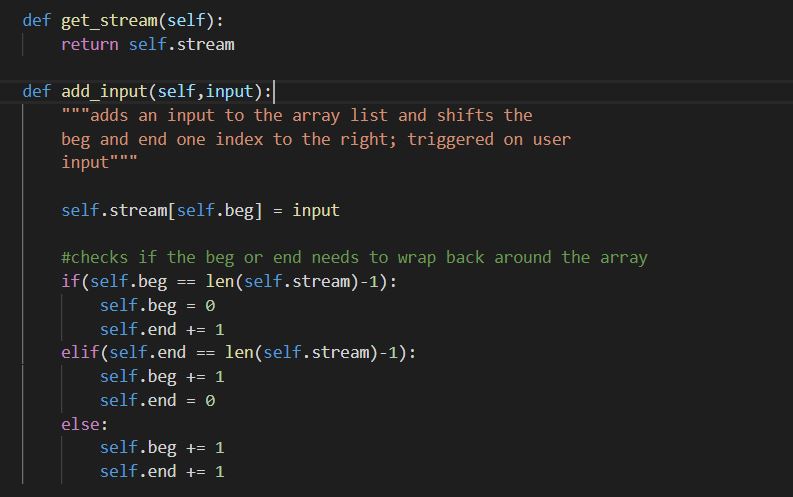 def get_stream(self):
    return self.stream

def add_input(self,input):
    """adds an input to the array list and shifts the
    beg and end one index to the right; triggered on user
    input"""

    self.stream[self.beg] = input

    #checks if the beg or end needs to wrap back around the array
    if(self.beg == len(self.stream)-1):
        self.beg = 0
        self.end += 1
    elif(self.end == len(self.stream)-1):
        self.beg += 1
        self.end = 0
    else:
        self.beg += 1
        self.end += 1